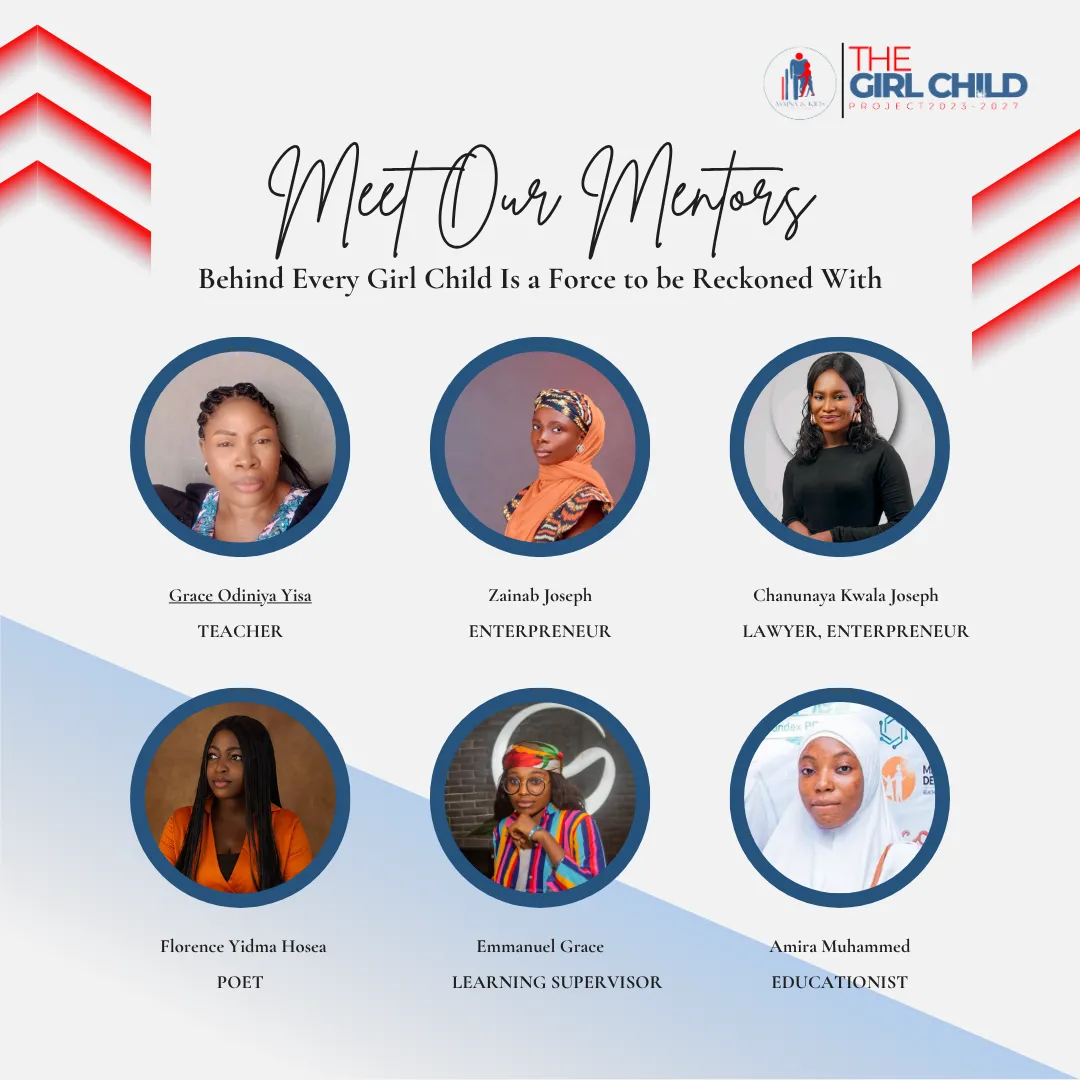 MAINA & KIDS
THE
GIRL CHILD
PROJECT 2023-2027
Meet Our Mentors
Behind Every Girl Child Is a Force to be Reckoned With
Grace Odiniya Yisa
Zainab Joseph
Chanunaya Kwala Joseph
TEACHER
ENTERPRENEUR
LAWYER, ENTERPRENEUR
Florence Yidma Hosea
Emmanuel Grace
Amira Muhammed
POET
LEARNING SUPERVISOR
EDUCATIONIST